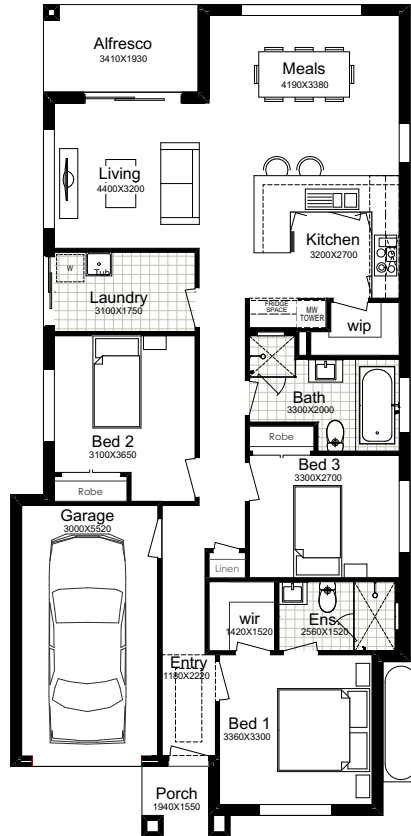 Alfresco
3410X1930
Meals
4190X3380
Living
4400X3200
Kitchen
3200X2700
W
Tub
Laundry
3100X1750
FRIDGE
SPACE
MW
TOWER
wip
Bath
3300X2000
Bed 2
3100X3650
Robe
Robe
Bed 3
3300X2700
Garage
3000X5520
Linen
wir
1420X1520
Ens.
2560X1520
Entry
1180X2220
Bed 1
3360X3300
Porch
1940X1550